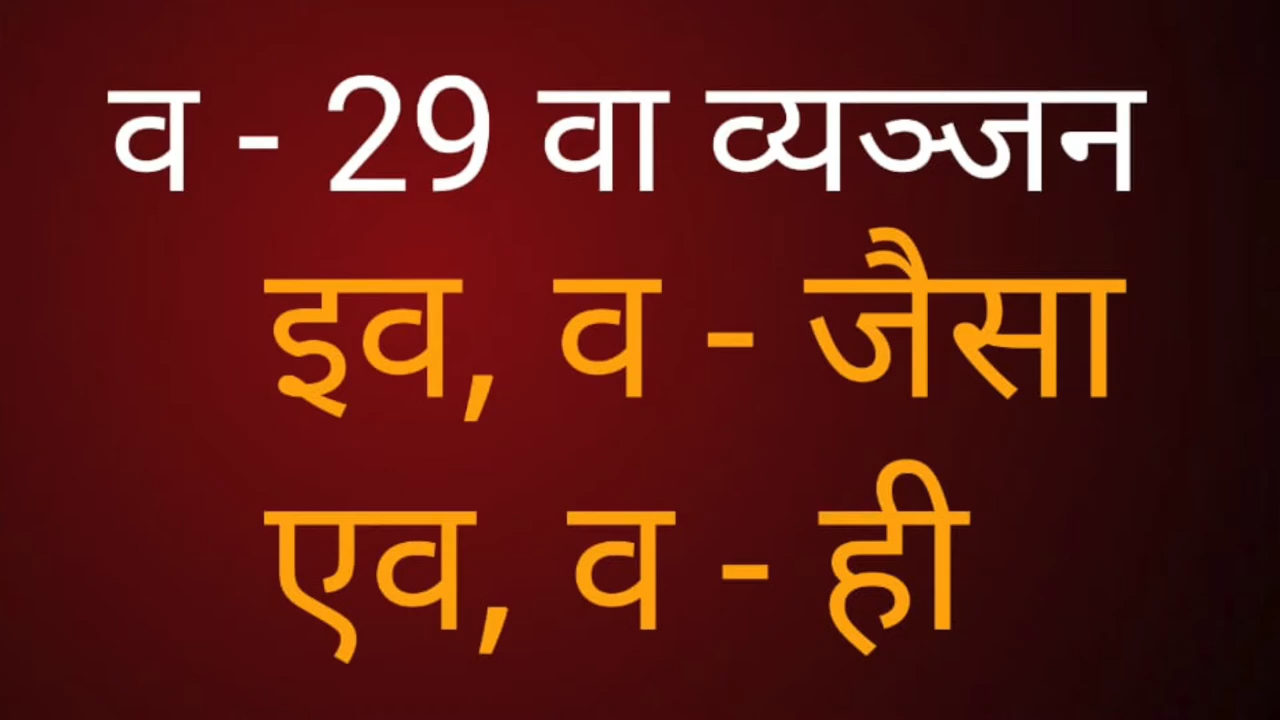 व - 29 वा व्यञ्जन
इव, व - जैसा
एव, व - ही